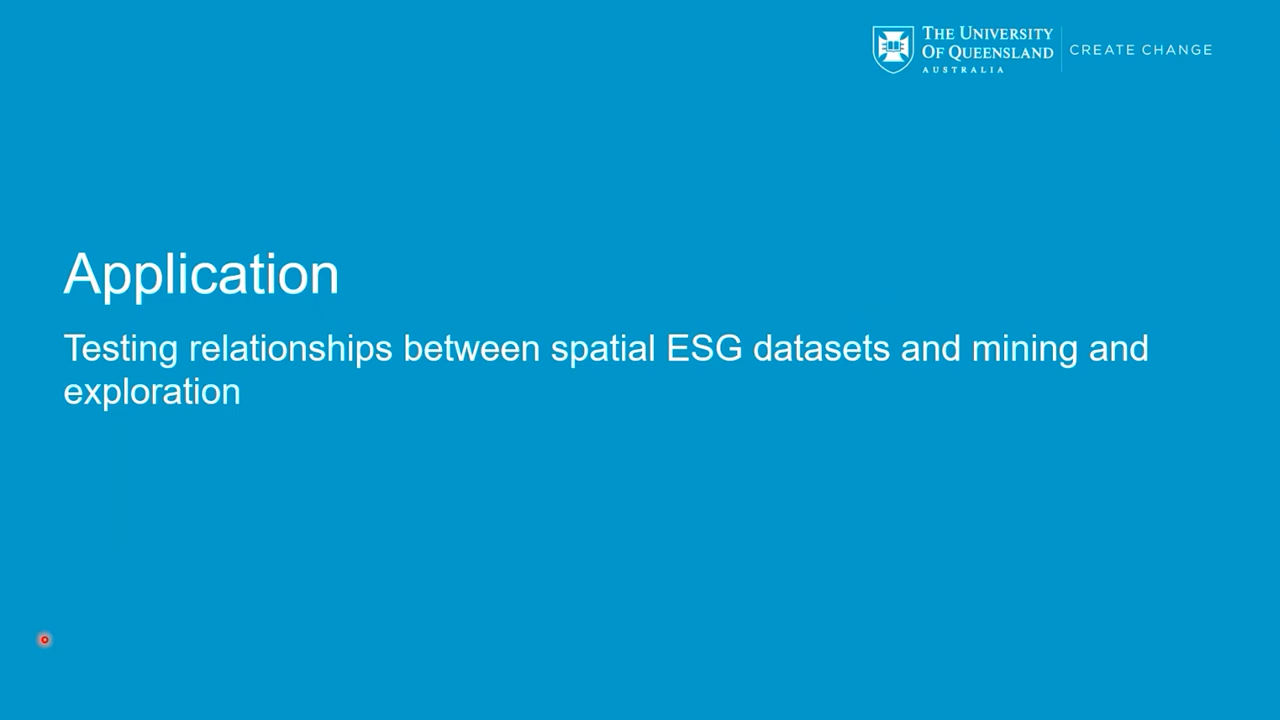 THE UNIVERSITY
OF QUEENSLAND
AUSTRALIA
CREATE CHANGE
Application
Testing relationships between spatial ESG datasets and mining and
exploration